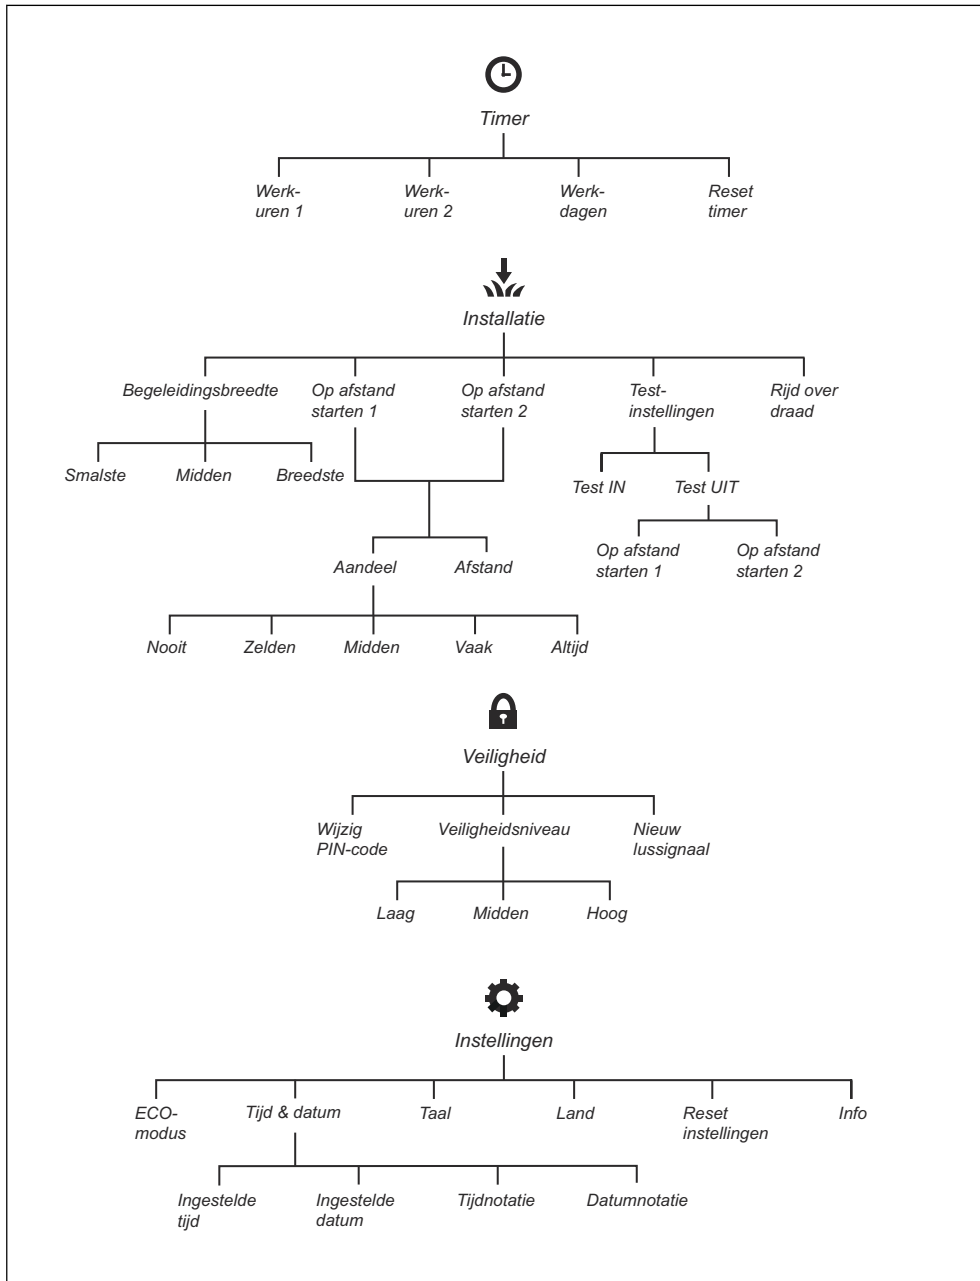 Timer
Werk-
uren 1
Werk-
uren 2
Werk-
dagen
Reset
timer
Installatie
Begeleidingsbreedte
Op afstand
starten 1
Op afstand
starten 2
Test-
instellingen
Rijd over
draad
Smalste
Midden
Breedste
Test IN
Test UIT
Op afstand
starten 1
Op afstand
starten 2
Aandeel
Afstand
Nooit
Zelden
Midden
Vaak
Altijd
Veiligheid
Wijzig
PIN-code
Veiligheidsniveau
Nieuw
lussignaal
Laag
Midden
Hoog
Instellingen
ECO-
modus
Tijd & datum
Taal
Land
Reset
instellingen
Info
Ingestelde
tijd
Ingestelde
datum
Tijdnotatie
Datumnotatie